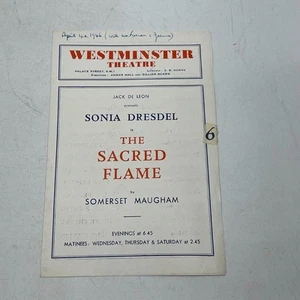 WESTMINSTER
THEATRE
PALACE STREET, S.W.1
JACK DE LEON
presents
SONIA DRESDEL
in
THE
SACRED
FLAME
by
SOMERSET MAUGHAM
EVENINGS at 6.45
MATINEES: WEDNESDAY, THURSDAY & SATURDAY at 2.45
6